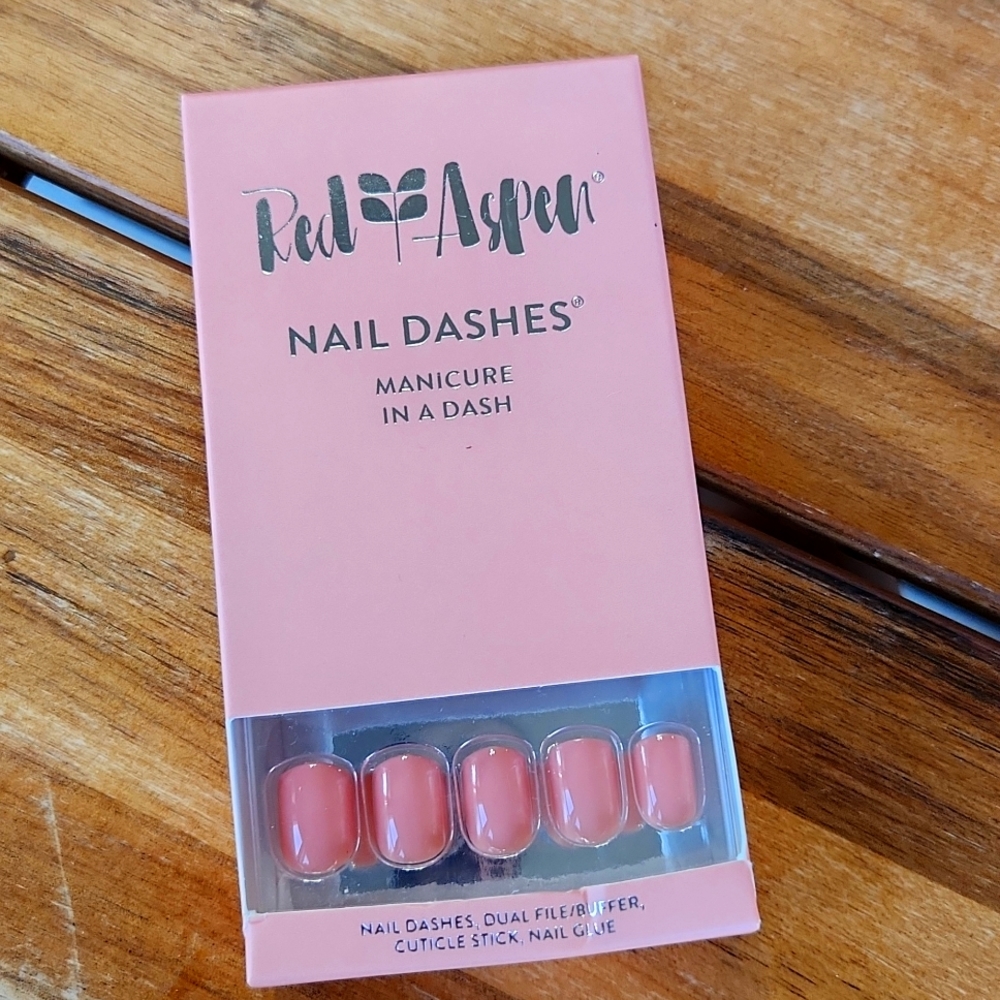 Red Aspen®
NAIL DASHES®
MANiCURE
IN A DASH
NAIL DASHES, DUAL FILE/BUFFER,
CUTICLE STICK, NAIL GLUE